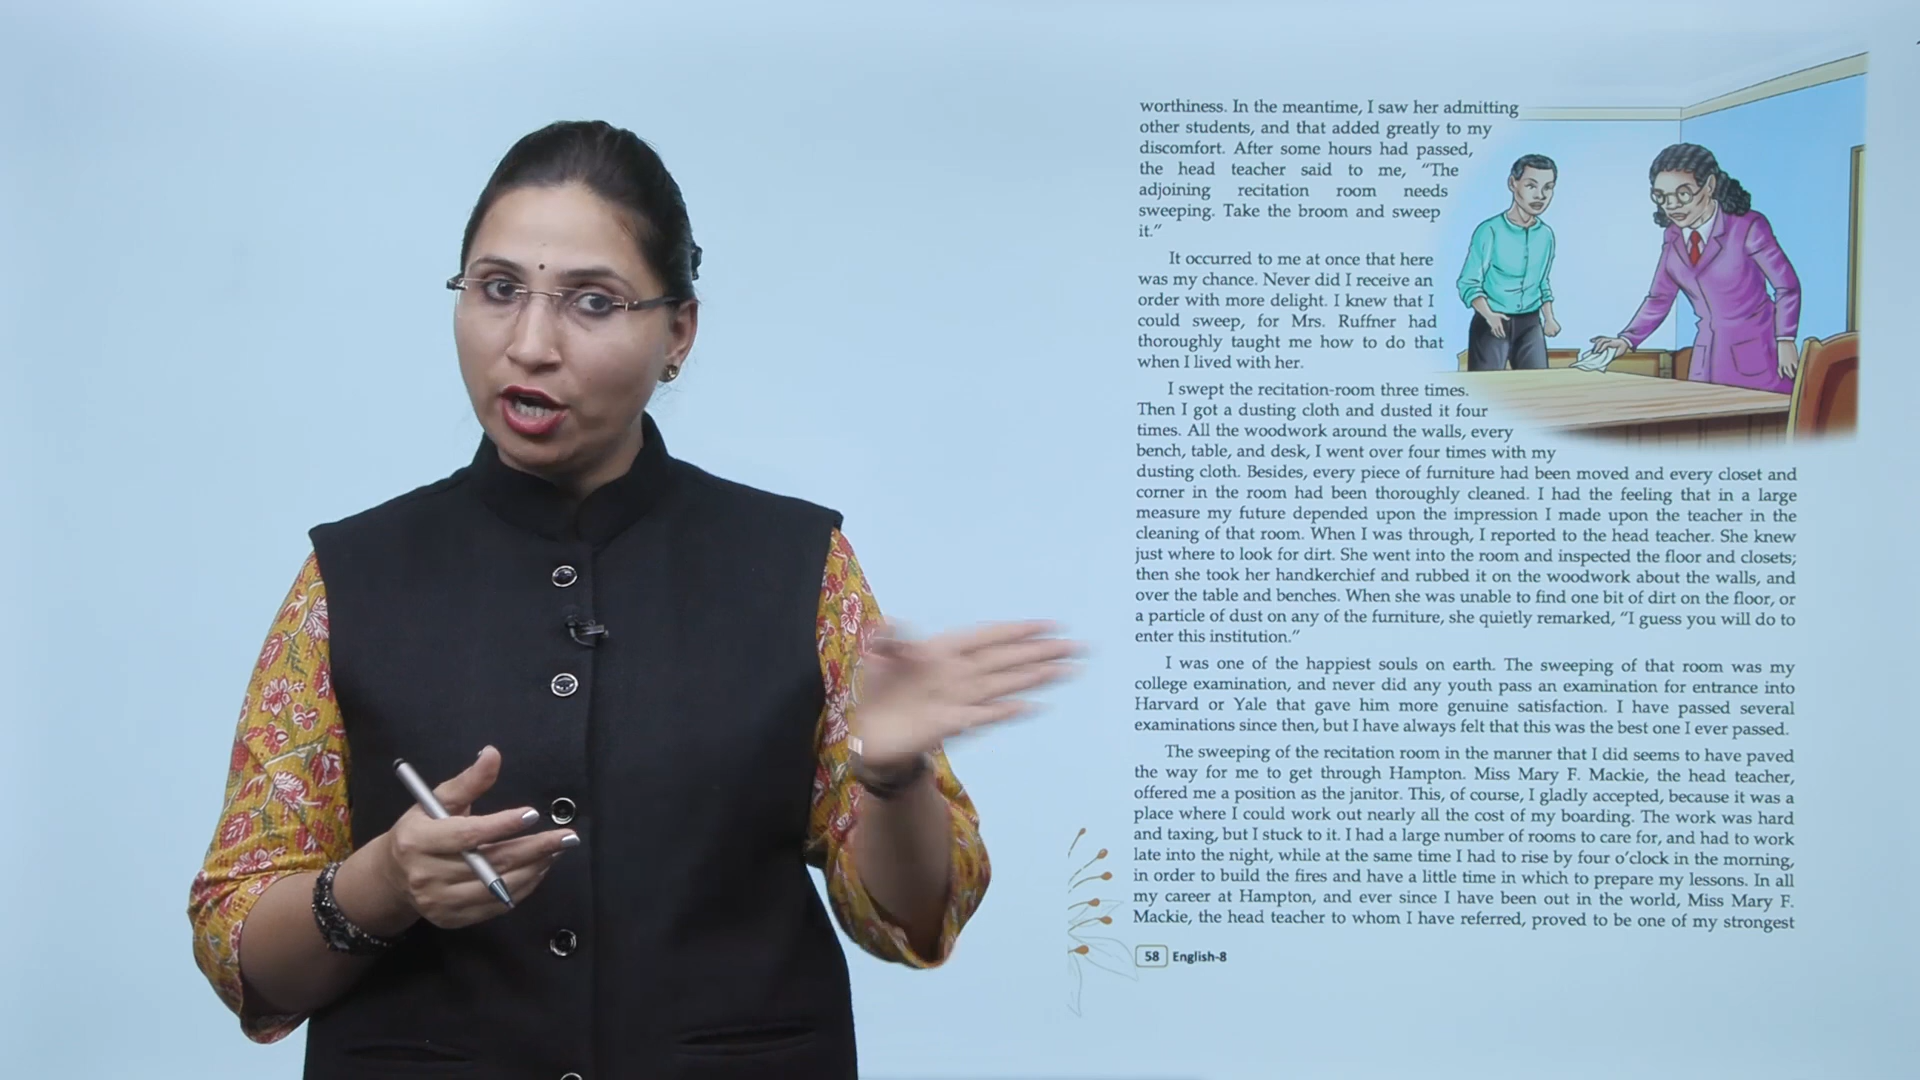 worthiness. In the meantime, I saw her admitting
other students, and that added greatly to my
discomfort. After some hours had passed,
the head teacher said to me, “The
adjoining recitation room needs
sweeping. Take the broom and sweep
it.”
It occurred to me at once that here
was my chance. Never did I receive an
order with more delight. I knew that I
could sweep, for Mrs. Ruffner had
thoroughly taught me how to do that
when I lived with her.
I swept the recitation-room three times.
Then I got a dusting cloth and dusted it four
times. All the woodwork around the walls, every
bench, table, and desk, I went over four times with my
dusting cloth. Besides, every piece of furniture had been moved and every closet and
corner in the room had been thoroughly cleaned. I had the feeling that in a large
measure my future depended upon the impression I made upon the teacher in the
cleaning of that room. When I was through, I reported to the head teacher. She knew
just where to look for dirt. She went into the room and inspected the floor and closets;
then she took her handkerchief and rubbed it on the woodwork about the walls, and
over the table and benches. When she was unable to find one bit of dirt on the floor, or
a particle of dust on any of the furniture, she quietly remarked, “I guess you will do to
enter this institution.”
I was one of the happiest souls on earth. The sweeping of that room was my
college examination, and never did any youth pass an examination for entrance into
Harvard or Yale that gave him more genuine satisfaction. I have passed several
examinations since then, but I have always felt that this was the best one I ever passed.
The sweeping of the recitation room in the manner that I did seems to have paved
the way for me to get through Hampton. Miss Mary F. Mackie, the head teacher,
offered me a position as the janitor. This, of course, I gladly accepted, because it was a
place where I could work out nearly all the cost of my boarding. The work was hard
and taxing, but I stuck to it. I had a large number of rooms to care for, and had to work
late into the night, while at the same time I had to rise by four o’clock in the morning,
in order to build the fires and have a little time in which to prepare my lessons. In all
my career at Hampton, and ever since I have been out in the world, Miss Mary F.
Mackie, the head teacher to whom I have referred, proved to be one of my strongest
58 English-8